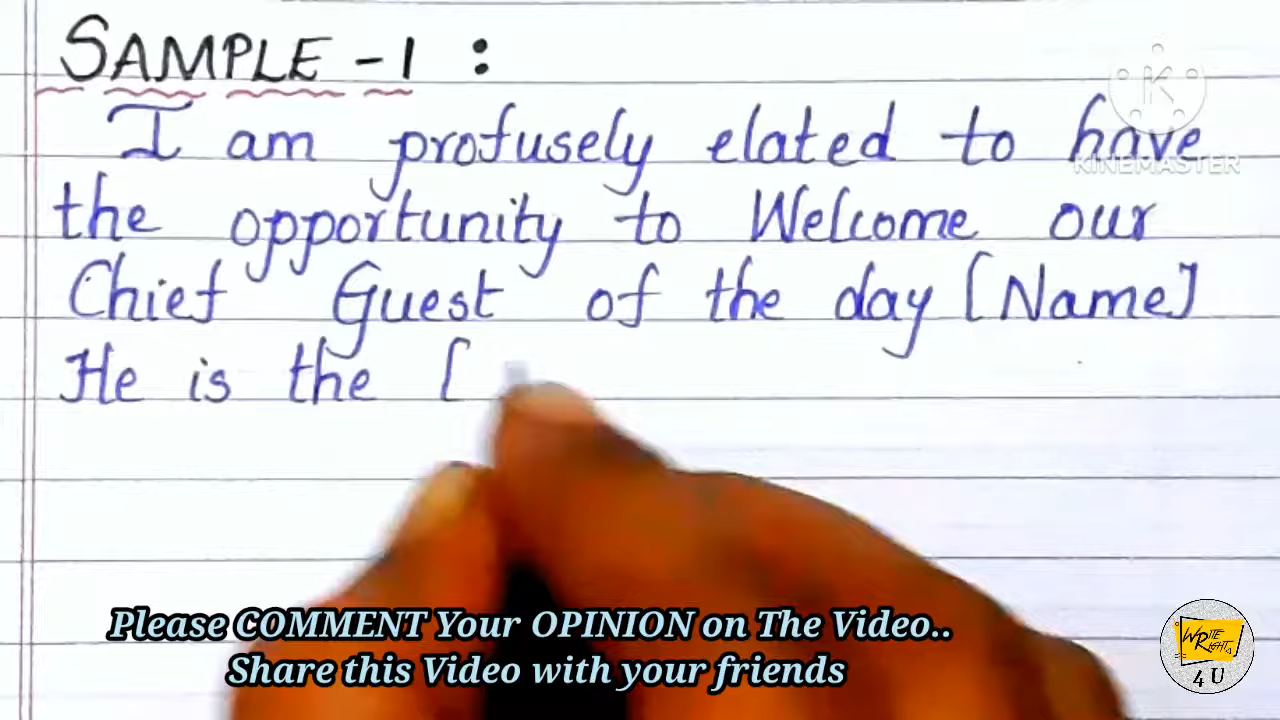 SAMPLE - 1 :
I am profusely elated to have
KINEMASTER
the opportunity to Welcome our
Chief Guest of the day [Name]
He is the [
Please COMMENT Your OPINION on The Video..
Share this Video with your friends
WRITE
RIGHT
4 U